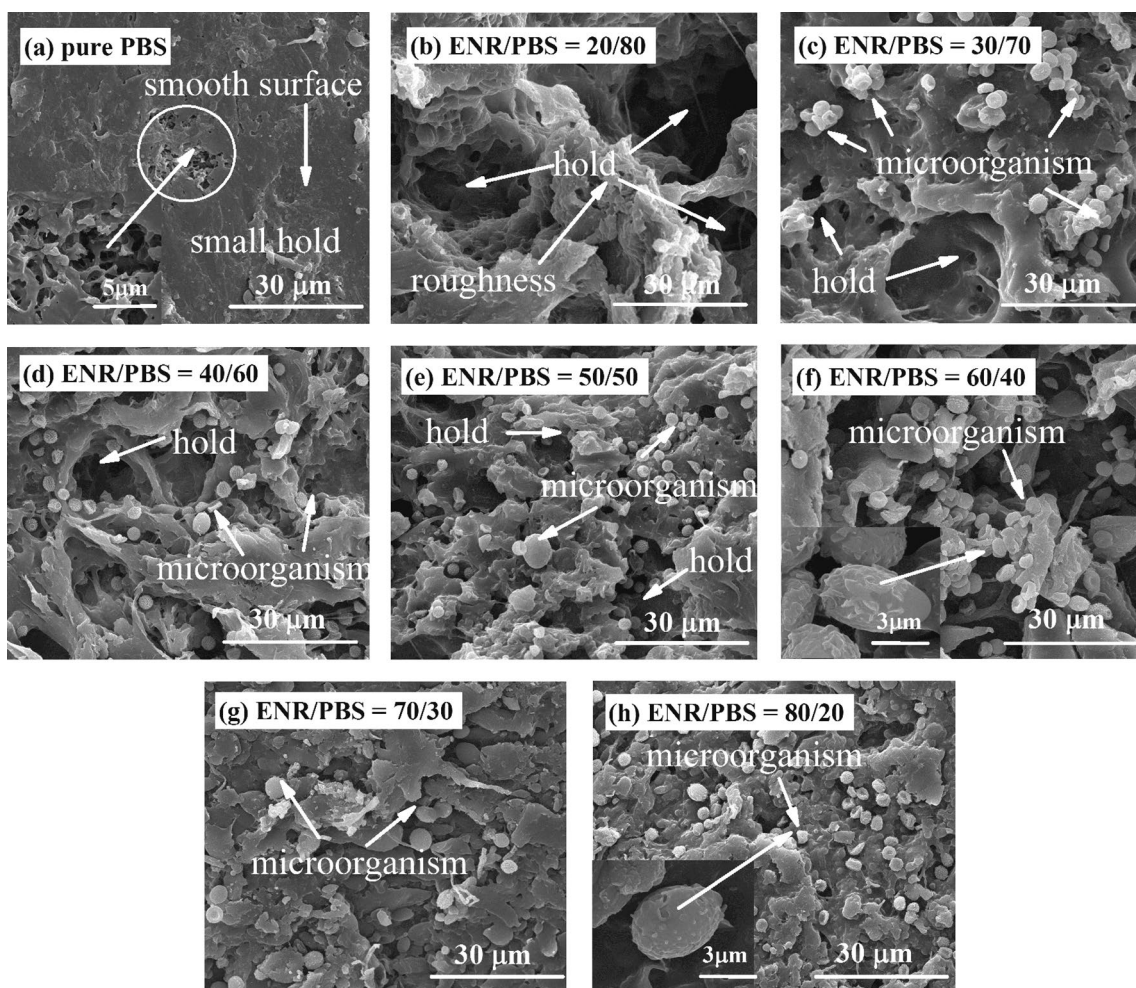 (a) pure PBS
smooth surface
small hold
5μm
30 μm
(b) ENR/PBS = 20/80
hold
roughness
30 μm
(c) ENR/PBS = 30/70
microorganism
hold
30 μm
(d) ENR/PBS = 40/60
hold
microorganism
30 μm
(e) ENR/PBS = 50/50
hold
microorganism
hold
30 μm
(f) ENR/PBS = 60/40
microorganism
3μm
30 μm
(g) ENR/PBS = 70/30
microorganism
30 μm
(h) ENR/PBS = 80/20
microorganism
3μm
30 μm